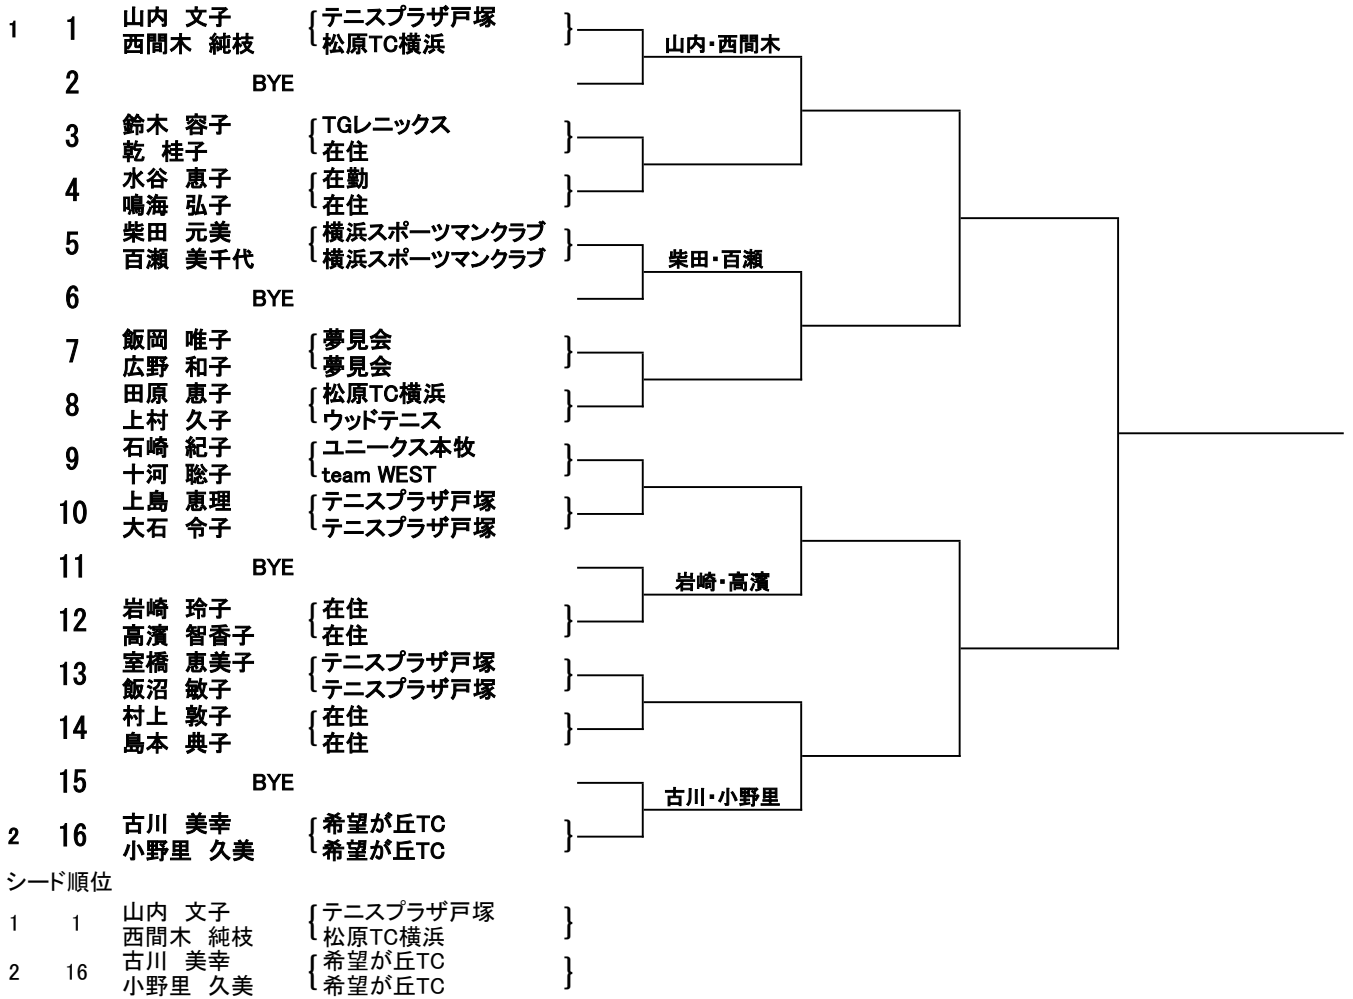 1 1 山内 文子 テニスプラザ戸塚
西間木 純枝 松原TC横浜
山内・西間木
2 BYE
3 鈴木 容子 TGレニックス
乾 桂子 在住
4 水谷 恵子 在勤
鳴海 弘子 在住
5 柴田 元美 横浜スポーツマンクラブ
百瀬 美千代 横浜スポーツマンクラブ
柴田・百瀬
6 BYE
7 飯岡 唯子 夢見会
広野 和子 夢見会
8 田原 恵子 松原TC横浜
上村 久子 ウッドテニス
9 石崎 紀子 ユニークス本牧
十河 聡子 team WEST
10 上島 恵理 テニスプラザ戸塚
大石 令子 テニスプラザ戸塚
11 BYE
岩崎・高濱
12 岩崎 玲子 在住
高濱 智香子 在住
13 室橋 恵美子 テニスプラザ戸塚
飯沼 敏子 テニスプラザ戸塚
14 村上 敦子 在住
島本 典子 在住
15 BYE
古川・小野里
2 16 古川 美幸 希望が丘TC
小野里 久美 希望が丘TC
シード順位
1 1 山内 文子 テニスプラザ戸塚
西間木 純枝 松原TC横浜
2 16 古川 美幸 希望が丘TC
小野里 久美 希望が丘TC